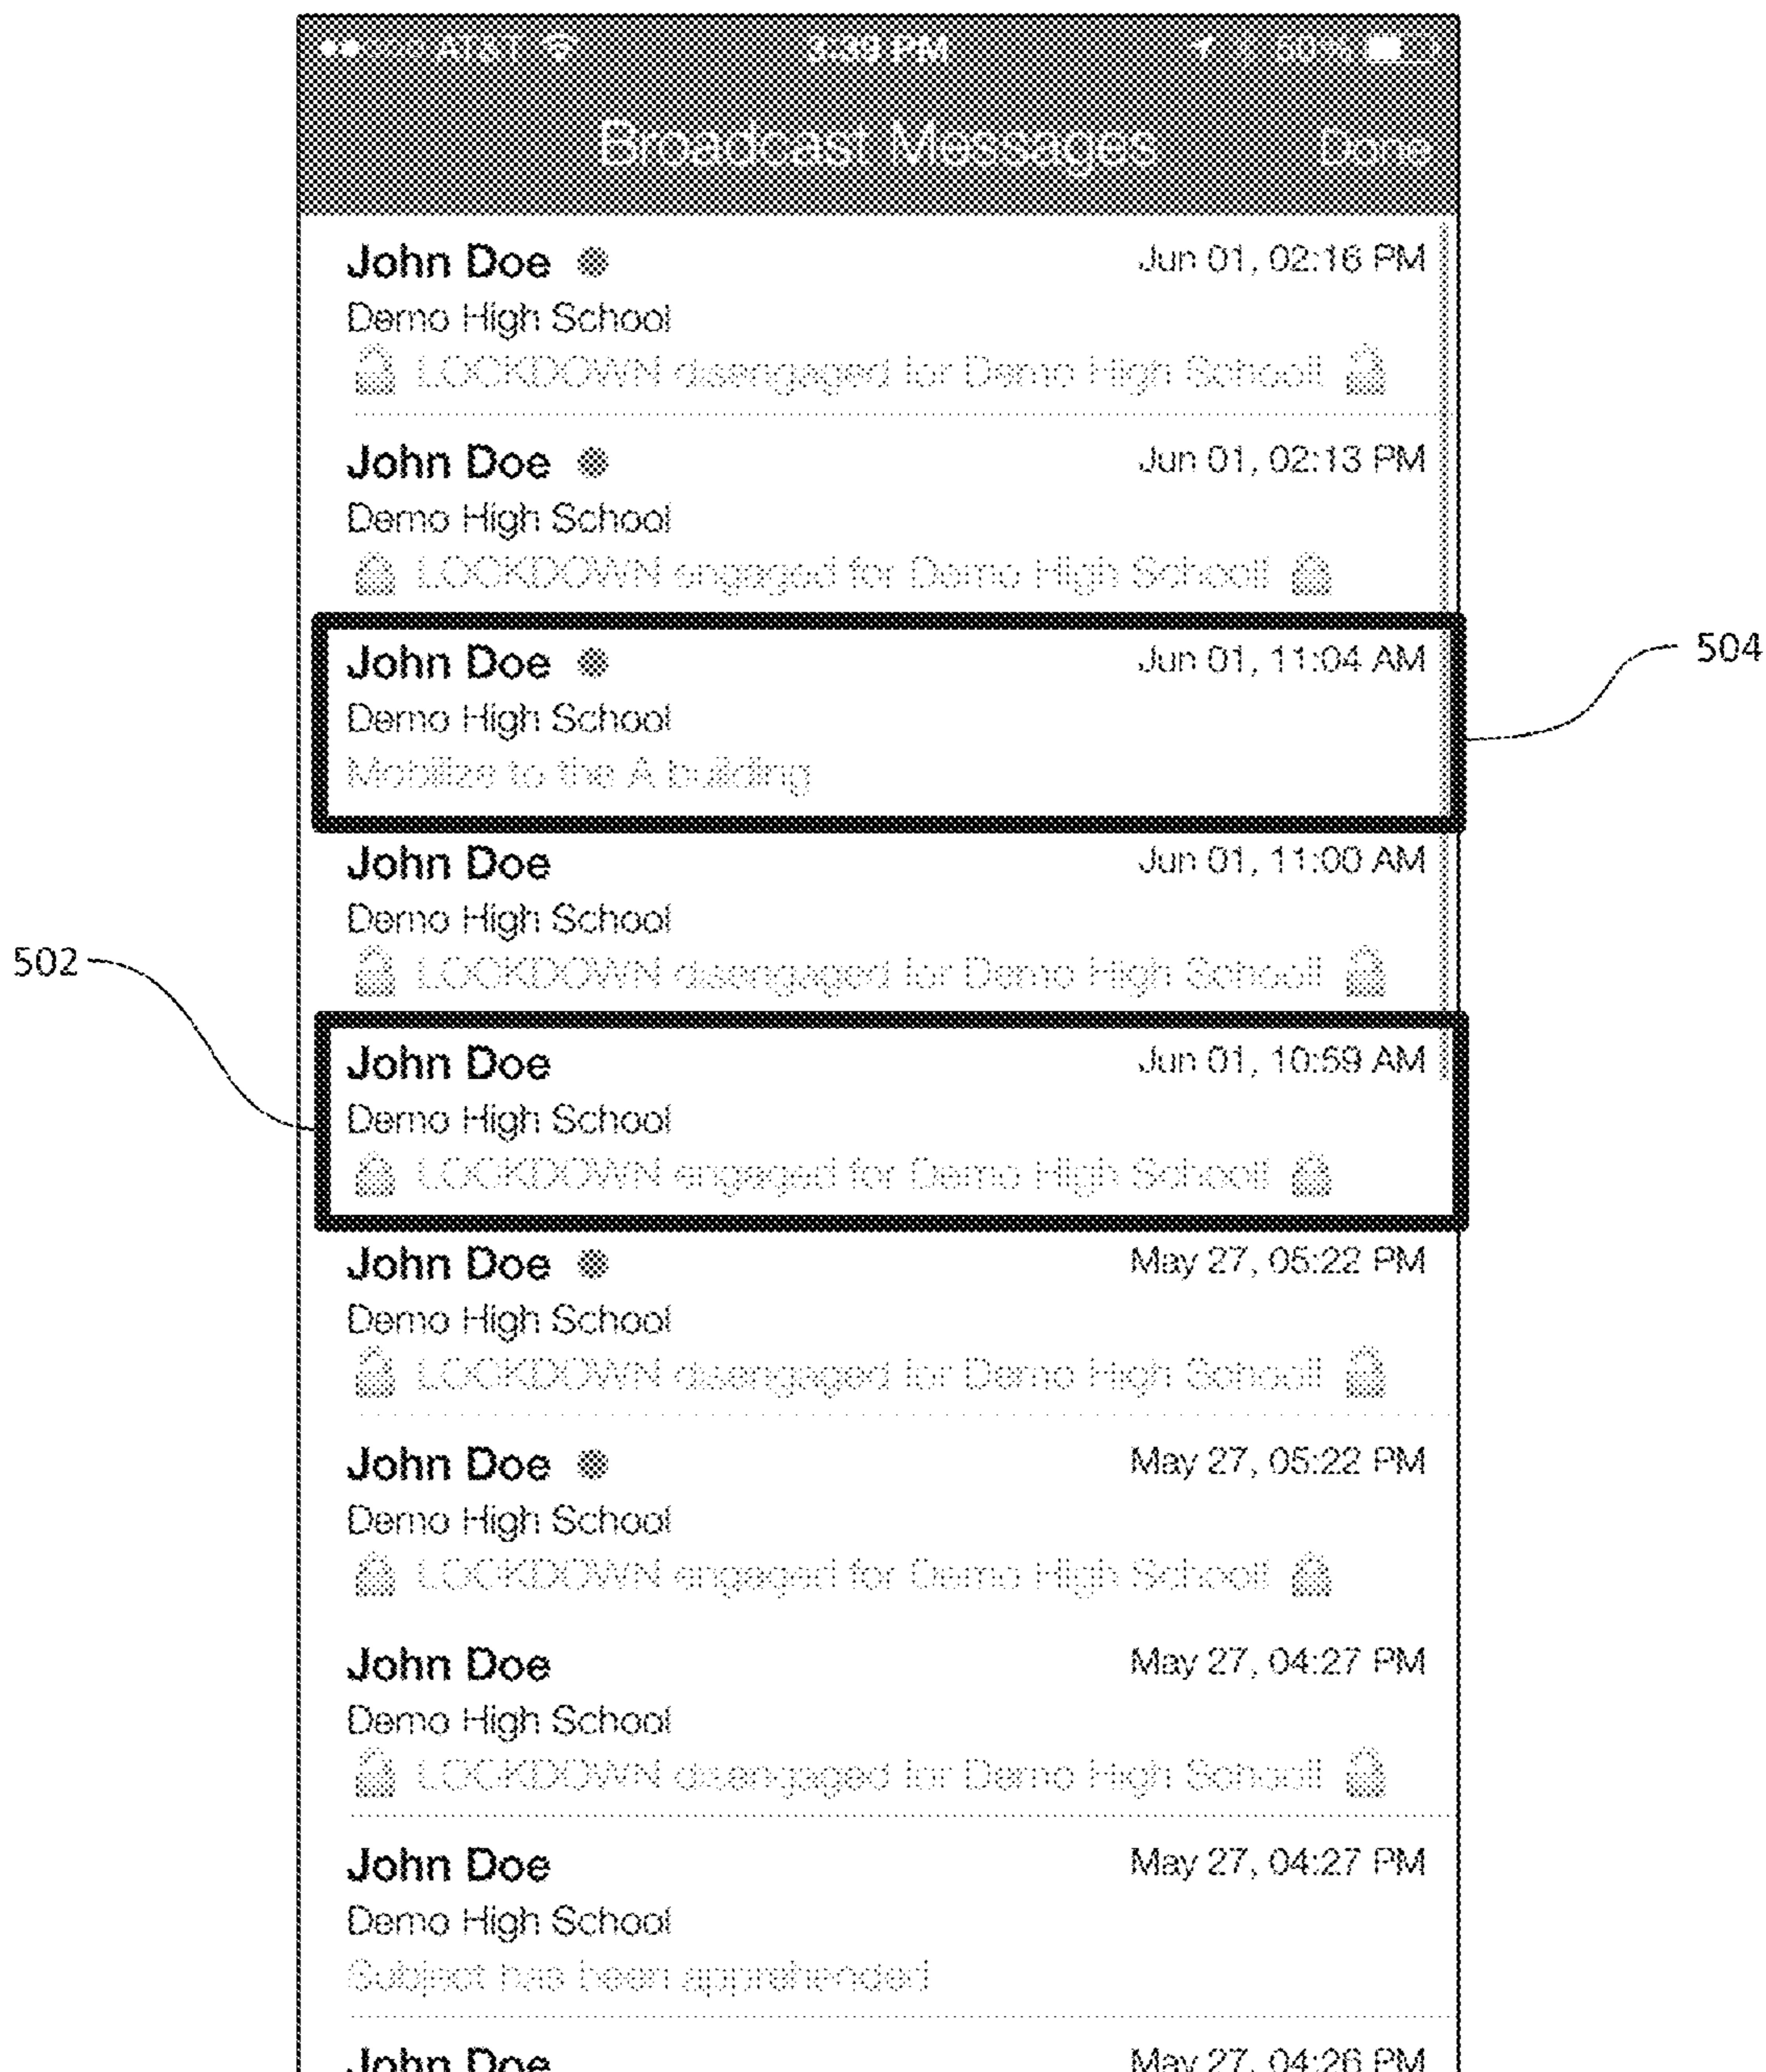 AT&T 3:39 PM 60%
Broadcast Messages Done
John Doe Jun 01, 02:16 PM
Demo High School
LOCKDOWN disengaged for Demo High School!
John Doe Jun 01, 02:13 PM
Demo High School
LOCKDOWN engaged for Demo High School!
John Doe Jun 01, 11:04 AM
504
Demo High School
Mobilize to the A building
John Doe Jun 01, 11:00 AM
Demo High School
502
LOCKDOWN disengaged for Demo High School!
John Doe Jun 01, 10:59 AM
Demo High School
LOCKDOWN engaged for Demo High School!
John Doe May 27, 05:22 PM
Demo High School
LOCKDOWN disengaged for Demo High School!
John Doe May 27, 05:22 PM
Demo High School
LOCKDOWN engaged for Demo High School!
John Doe May 27, 04:27 PM
Demo High School
LOCKDOWN disengaged for Demo High School!
John Doe May 27, 04:27 PM
Demo High School
Subject has been apprehended
John Doe May 27, 04:26 PM